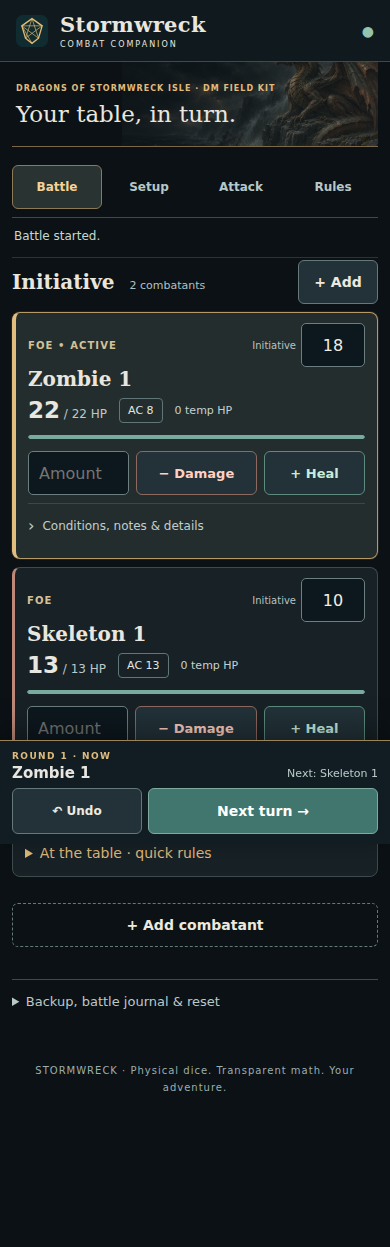 Stormwreck
COMBAT COMPANION
DRAGONS OF STORMWRECK ISLE · DM FIELD KIT
Your table, in turn.
Battle
Setup
Attack
Rules
Battle started.
Initiative 2 combatants
+ Add
FOE • ACTIVE
Initiative 18
Zombie 1
22 / 22 HP AC 8 0 temp HP
Amount − Damage + Heal
› Conditions, notes & details
FOE
Initiative 10
Skeleton 1
13 / 13 HP AC 13 0 temp HP
Amount − Damage + Heal
ROUND 1 · NOW
Zombie 1
Next: Skeleton 1
↶ Undo
Next turn →
▶ At the table · quick rules
+ Add combatant
▶ Backup, battle journal & reset
STORMWRECK · Physical dice. Transparent math. Your
adventure.